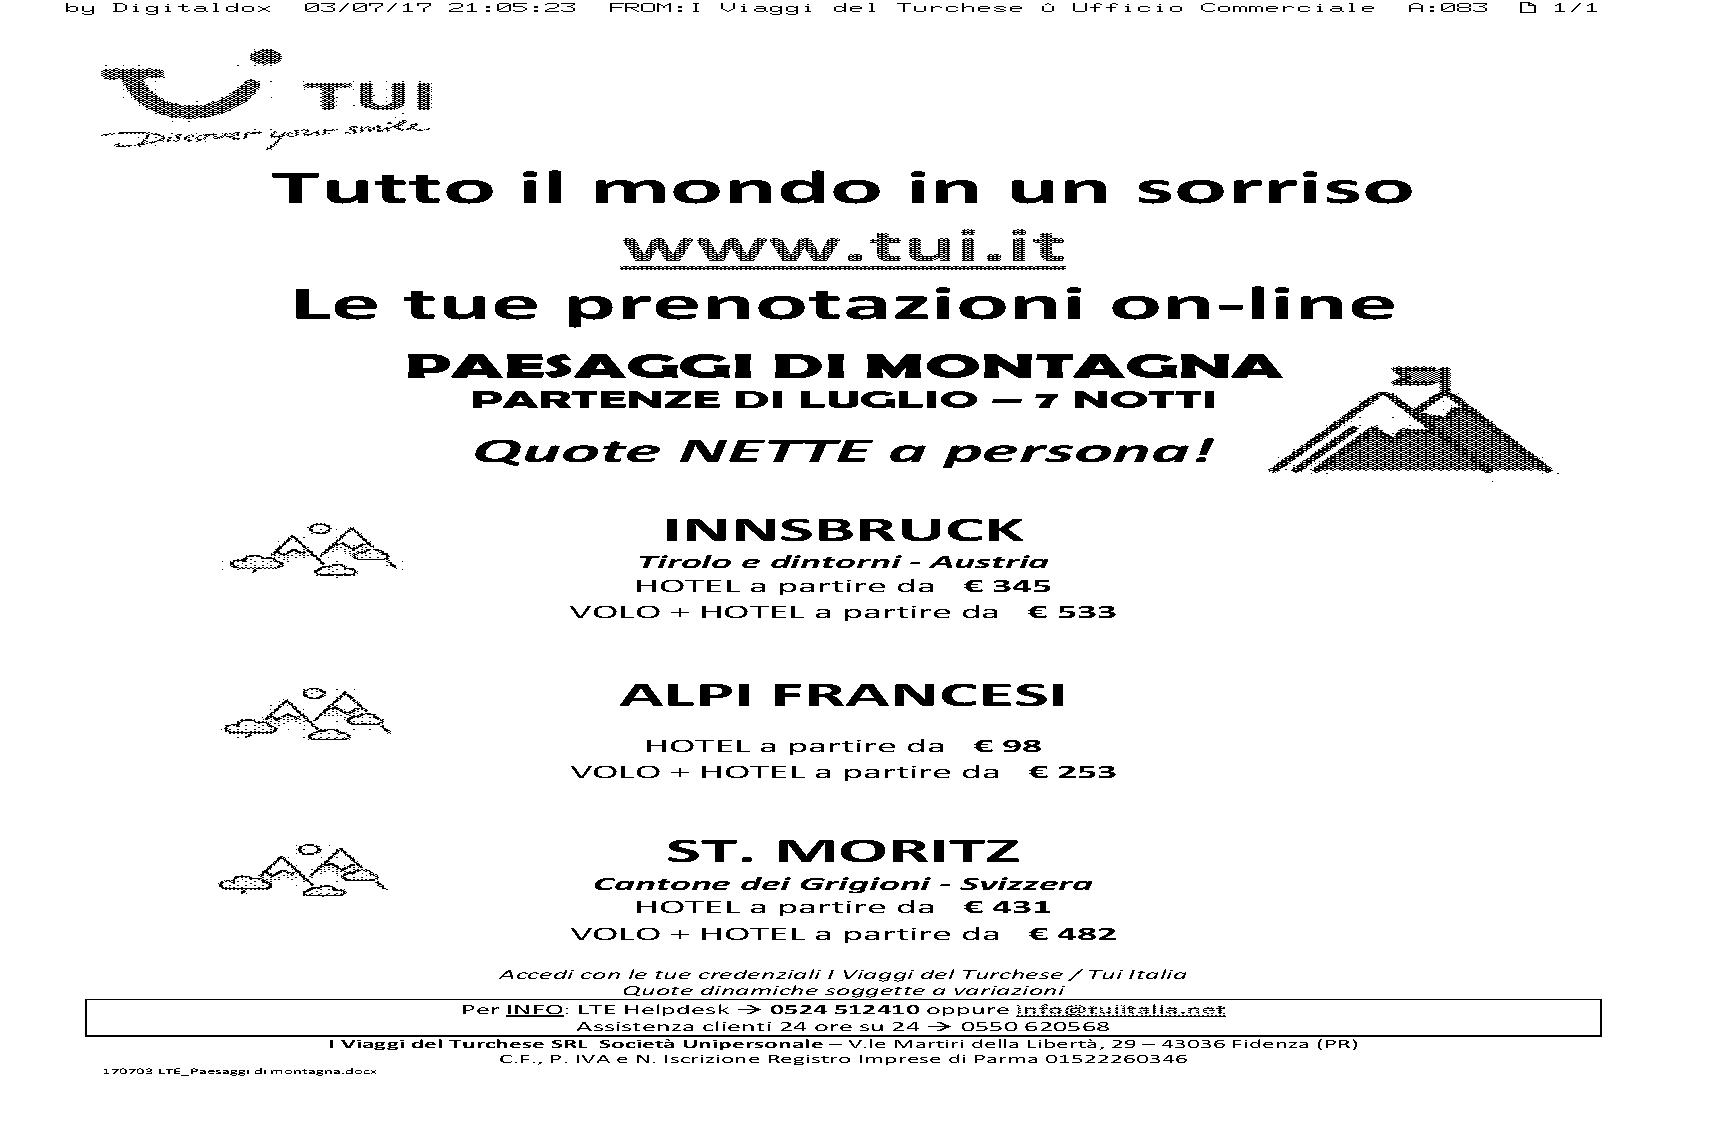 by Digitaldox 03/07/17 21:05:23 FROM:I Viaggi del Turchese û Ufficio Commerciale A:083 1/1
TUI
Discover your smile
Tutto il mondo in un sorriso
www.tui.it
Le tue prenotazioni on-line
PAESAGGI DI MONTAGNA
PARTENZE DI LUGLIO – 7 NOTTI
Quote NETTE a persona!
INNSBRUCK
Tirolo e dintorni - Austria
HOTEL a partire da € 345
VOLO + HOTEL a partire da € 533
ALPI FRANCESI
HOTEL a partire da € 98
VOLO + HOTEL a partire da € 253
ST. MORITZ
Cantone dei Grigioni - Svizzera
HOTEL a partire da € 431
VOLO + HOTEL a partire da € 482
Accedi con le tue credenziali I Viaggi del Turchese / Tui Italia
Quote dinamiche soggette a variazioni
Per INFO: LTE Helpdesk → 0524 512410 oppure info@tuiitalia.net
Assistenza clienti 24 ore su 24 → 0550 620568
I Viaggi del Turchese SRL Società Unipersonale – V.le Martiri della Libertà, 29 – 43036 Fidenza (PR)
C.F., P. IVA e N. Iscrizione Registro Imprese di Parma 01522260346
170703 LTE_Paesaggi di montagna.docx